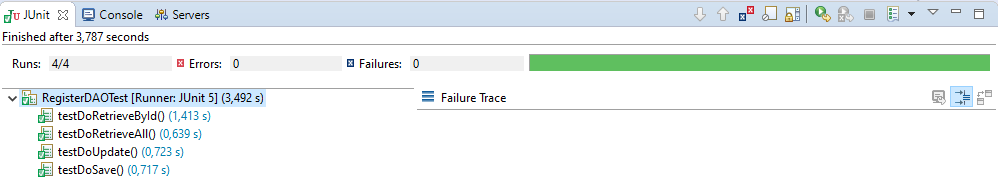 JUnit Console Servers
Finished after 3,787 seconds
Runs: 4/4 Errors: 0 Failures: 0
RegisterDAOTest [Runner: JUnit 5] (3,492 s)
Failure Trace
testDoRetrieveById() (1,413 s)
testDoRetrieveAll() (0,639 s)
testDoUpdate() (0,723 s)
testDoSave() (0,717 s)